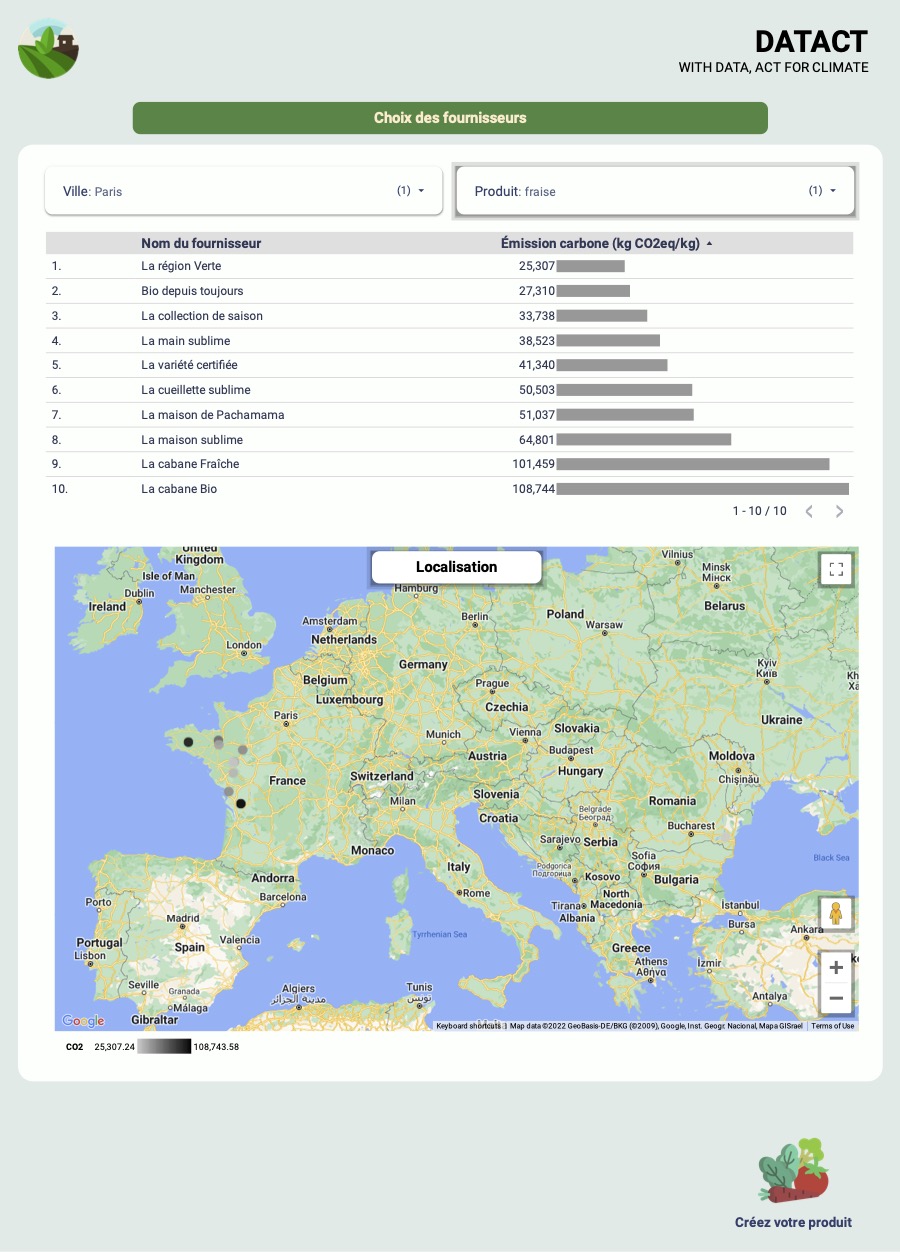 DATACT
WITH DATA, ACT FOR CLIMATE
Choix des fournisseurs
Ville: Paris (1)
Produit: fraise (1)
Nom du fournisseur Émission carbone (kg CO2eq/kg)
1. La région Verte 25,307
2. Bio depuis toujours 27,310
3. La collection de saison 33,738
4. La main sublime 38,523
5. La variété certifiée 41,340
6. La cueillette sublime 50,503
7. La maison de Pachamama 51,037
8. La maison sublime 64,801
9. La cabane Fraîche 101,459
10. La cabane Bio 108,744
1 - 10 / 10
Localisation
United
Kingdom
Isle of Man
Dublin
Ireland
Manchester
London
Hamburg
Amsterdam
Netherlands
Berlin
Poland
Warsaw
Vilnius
Minsk
Мінск
Belarus
Belgium
Germany
Luxembourg
Prague
Czechia
Kyiv
Київ
Kh
Xa
Ukraine
Paris
Munich
Vienna
Slovakia
Austria
Budapest
Hungary
Moldova
Chișinău
France
Switzerland
Milan
Slovenia
Croatia
Romania
Belgrade
Београд
Bucharest
Monaco
Sarajevo
Serbia
Sofia
София
Black Sea
Andorra
Italy
Podgorica
Подгорица
Kosovo
Bulgaria
Barcelona
Rome
North
Macedonia
Tirana
Albania
İstanbul
Bursa
Ankara
Porto
Madrid
Spain
Valencia
Portugal
Lisbon
Tyrrhenian Sea
Greece
Athens
Αθήνα
İzmir
Antalya
Seville
Granada
Málaga
Gibraltar
Algiers
مدينة الجزائر
Tunis
تونس
Google
Keyboard shortcuts
Map data ©2022 GeoBasis-DE/BKG (©2009), Google, Inst. Geogr. Nacional, Mapa GISrael
Terms of Use
CO2 25,307.24 108,743.58
Créez votre produit